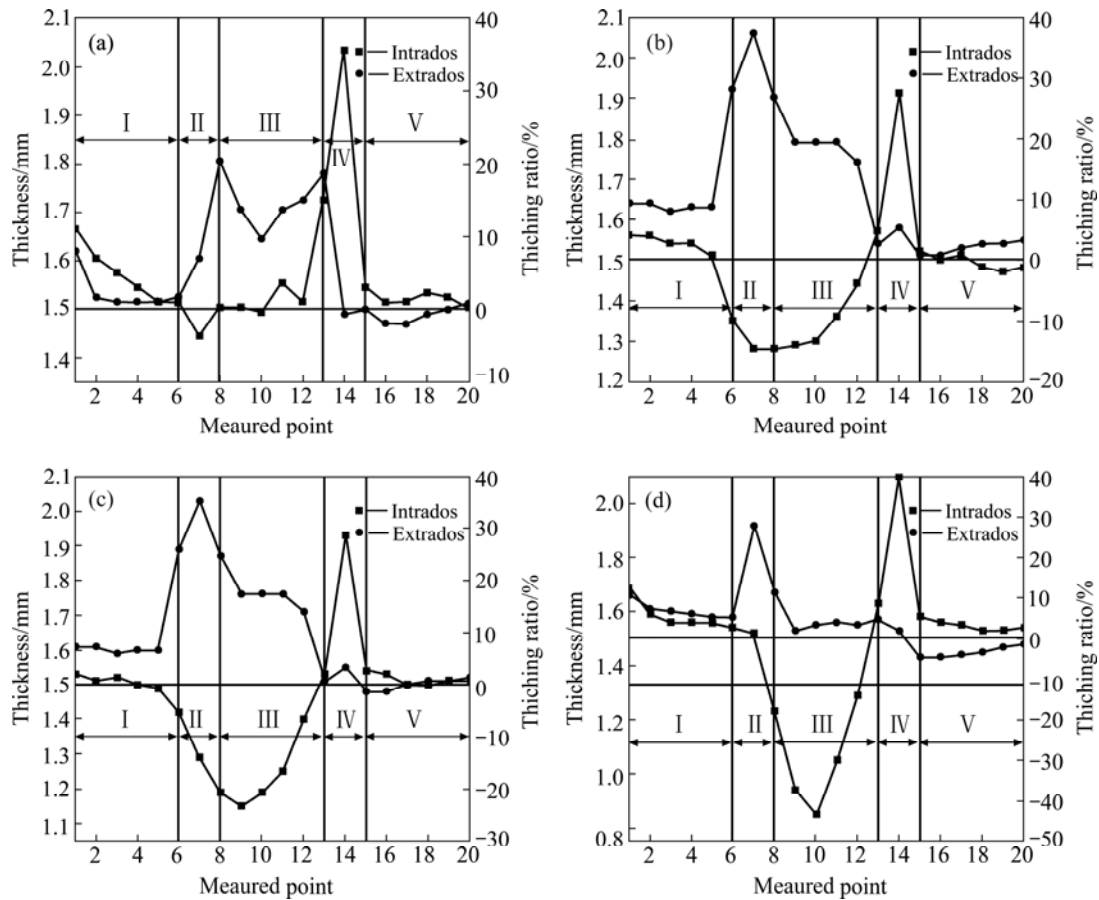 (a)
Thickness/mm
2.1
2.0
1.9
1.8
1.7
1.6
1.5
1.4
Intrados
Extrados
I
II
III
IV
V
40
30
20
10
0
−10
Thiching ratio/%
2 4 6 8 10 12 14 16 18 20
Meaured point
(b)
Thickness/mm
2.1
2.0
1.9
1.8
1.7
1.6
1.5
1.4
1.3
1.2
Intrados
Extrados
I
II
III
IV
V
40
30
20
10
0
−10
−20
Thiching ratio/%
2 4 6 8 10 12 14 16 18 20
Meaured point
(c)
Thickness/mm
2.1
2.0
1.9
1.8
1.7
1.6
1.5
1.4
1.3
1.2
1.1
Intrados
Extrados
I
II
III
IV
V
40
30
20
10
0
−10
−20
−30
Thiching ratio/%
2 4 6 8 10 12 14 16 18 20
Meaured point
(d)
Thickness/mm
2.0
1.8
1.6
1.4
1.2
1.0
0.8
Intrados
Extrados
I
II
III
IV
V
40
30
20
10
0
−10
−20
−30
−40
−50
Thiching ratio/%
2 4 6 8 10 12 14 16 18 20
Meaured point